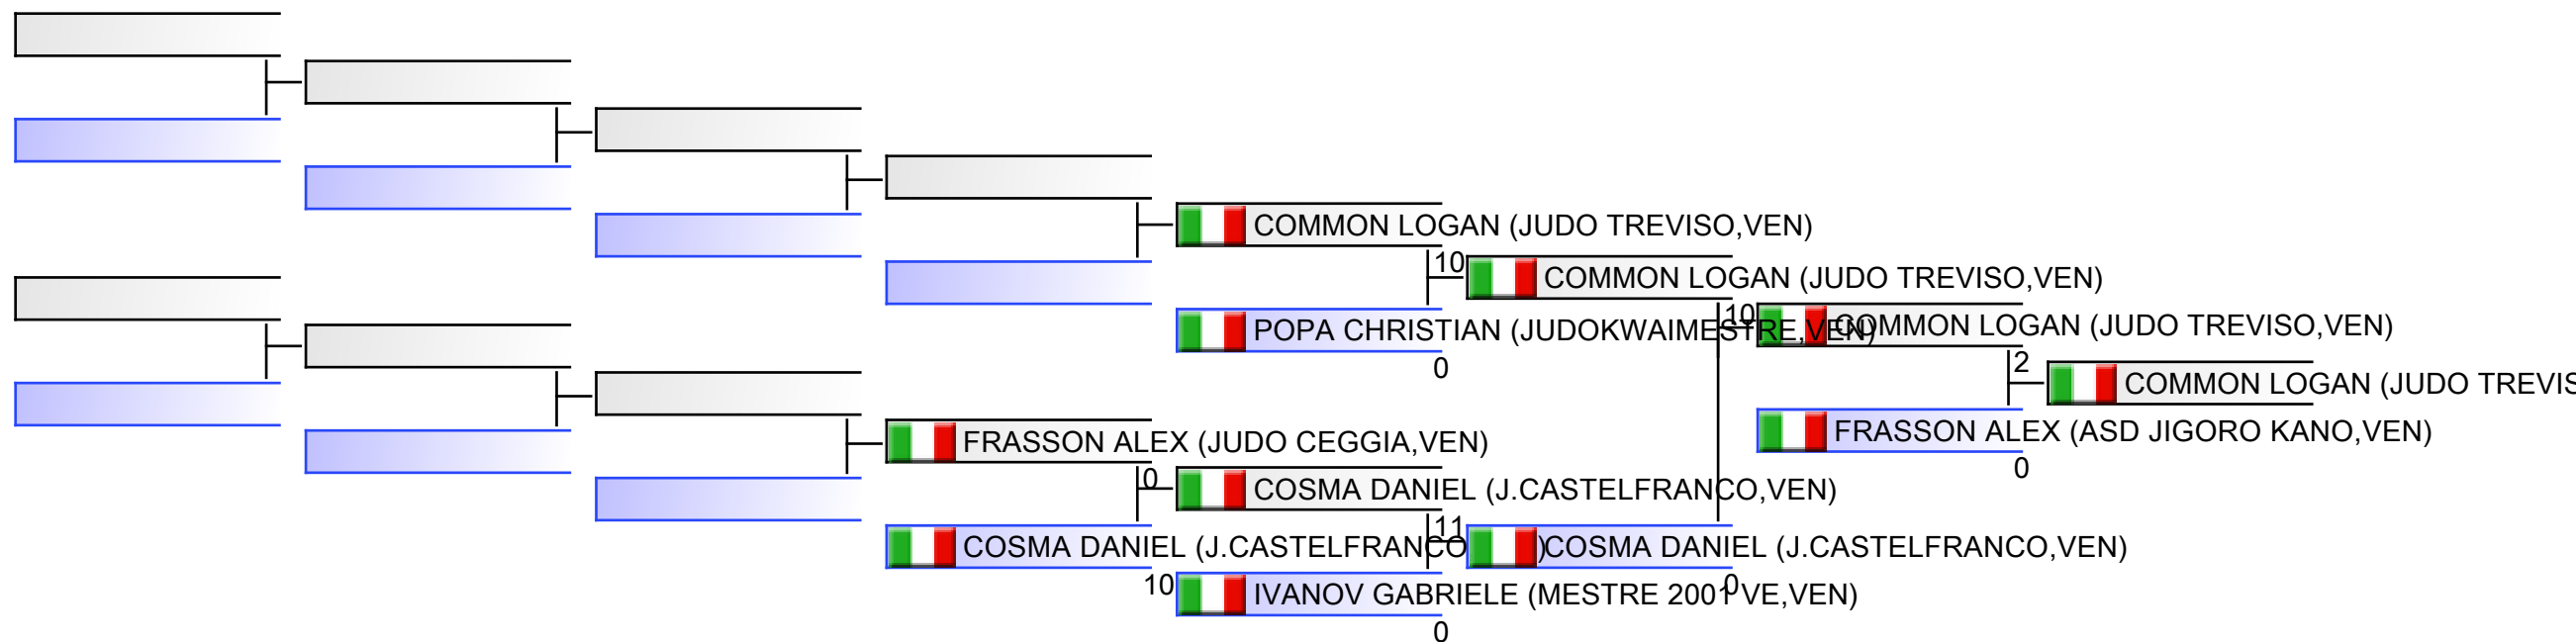 COMMON LOGAN (JUDO TREVISO,VEN)
10
COMMON LOGAN (JUDO TREVISO,VEN)
POPA CHRISTIAN (JUDOKWAIMESTRE,VEN)
0
10
COMMON LOGAN (JUDO TREVISO,VEN)
2
COMMON LOGAN (JUDO TREVIS
FRASSON ALEX (ASD JIGORO KANO,VEN)
0
FRASSON ALEX (JUDO CEGGIA,VEN)
0
COSMA DANIEL (J.CASTELFRANCO,VEN)
COSMA DANIEL (J.CASTELFRANCO )
10
11
COSMA DANIEL (J.CASTELFRANCO,VEN)
0
IVANOV GABRIELE (MESTRE 2001 VE,VEN)
0